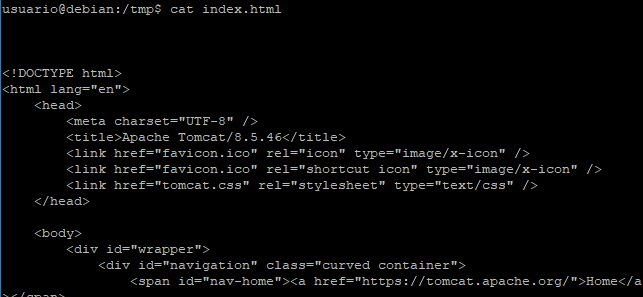 usuario@debian:/tmp$ cat index.html
<!DOCTYPE html>
<html lang="en">
    <head>
        <meta charset="UTF-8" />
        <title>Apache Tomcat/8.5.46</title>
        <link href="favicon.ico" rel="icon" type="image/x-icon" />
        <link href="favicon.ico" rel="shortcut icon" type="image/x-icon" />
        <link href="tomcat.css" rel="stylesheet" type="text/css" />
    </head>
    <body>
        <div id="wrapper">
            <div id="navigation" class="curved container">
                <span id="nav-home"><a href="https://tomcat.apache.org/">Home</a
></span>